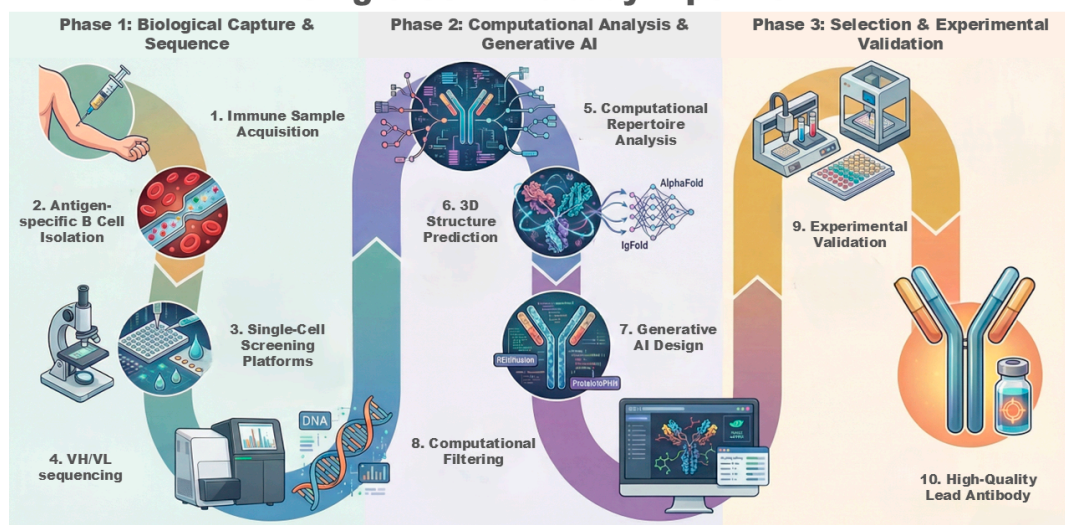 Phase 1: Biological Capture &
Sequence
Phase 2: Computational Analysis &
Generative AI
Phase 3: Selection & Experimental
Validation
1. Immune Sample
Acquisition
2. Antigen-
specific B Cell
Isolation
3. Single-Cell
Screening
Platforms
4. VH/VL
sequencing
DNA
5. Computational
Repertoire
Analysis
6. 3D
Structure
Prediction
AlphaFold
IgFold
7. Generative
AI Design
8. Computational
Filtering
9. Experimental
Validation
10. High-Quality
Lead Antibody